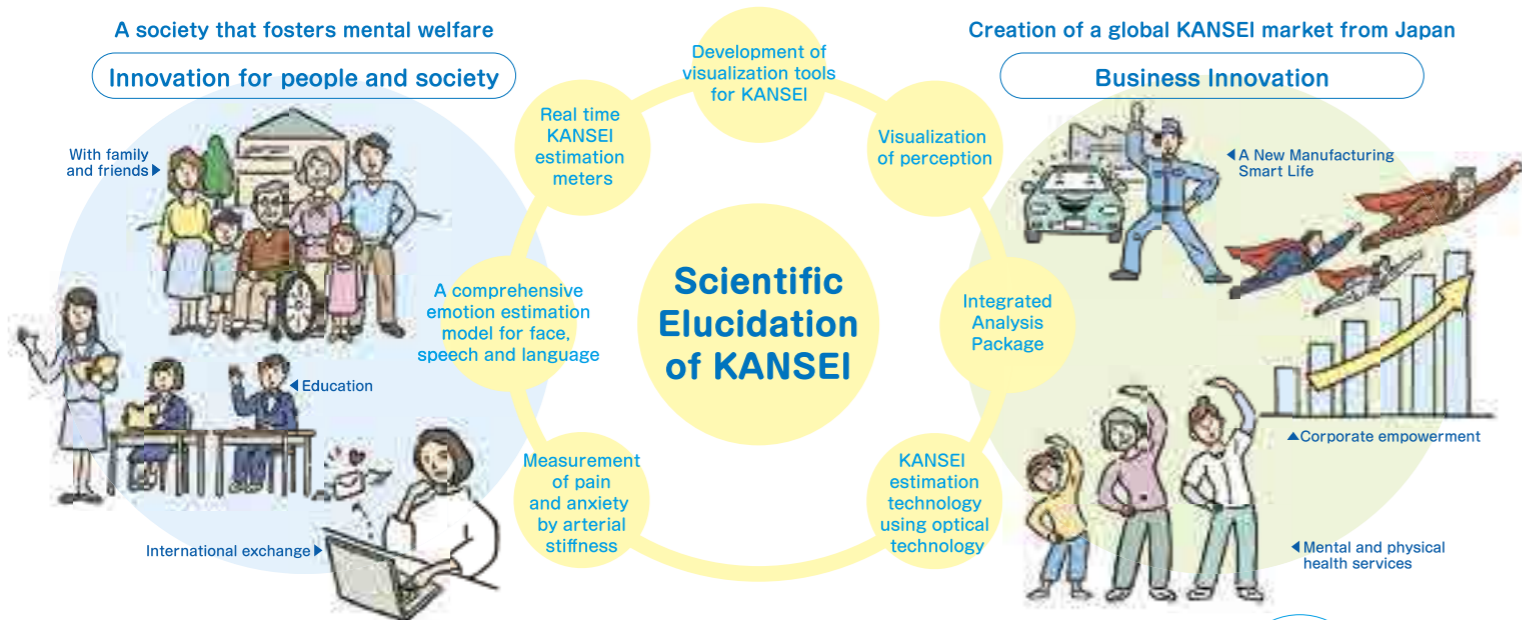 A society that fosters mental welfare
Innovation for people and society
With family
and friends▶
◀Education
International exchange▶
Development of
visualization tools
for KANSEI
Real time
KANSEI
estimation
meters
Visualization
of perception
A comprehensive
emotion estimation
model for face,
speech and language
Scientific
Elucidation
of KANSEI
Integrated
Analysis
Package
Measurement
of pain
and anxiety
by arterial
stiffness
KANSEI
estimation
technology
using optical
technology
Creation of a global KANSEI market from Japan
Business Innovation
◀A New Manufacturing
Smart Life
▲Corporate empowerment
◀Mental and physical
health services